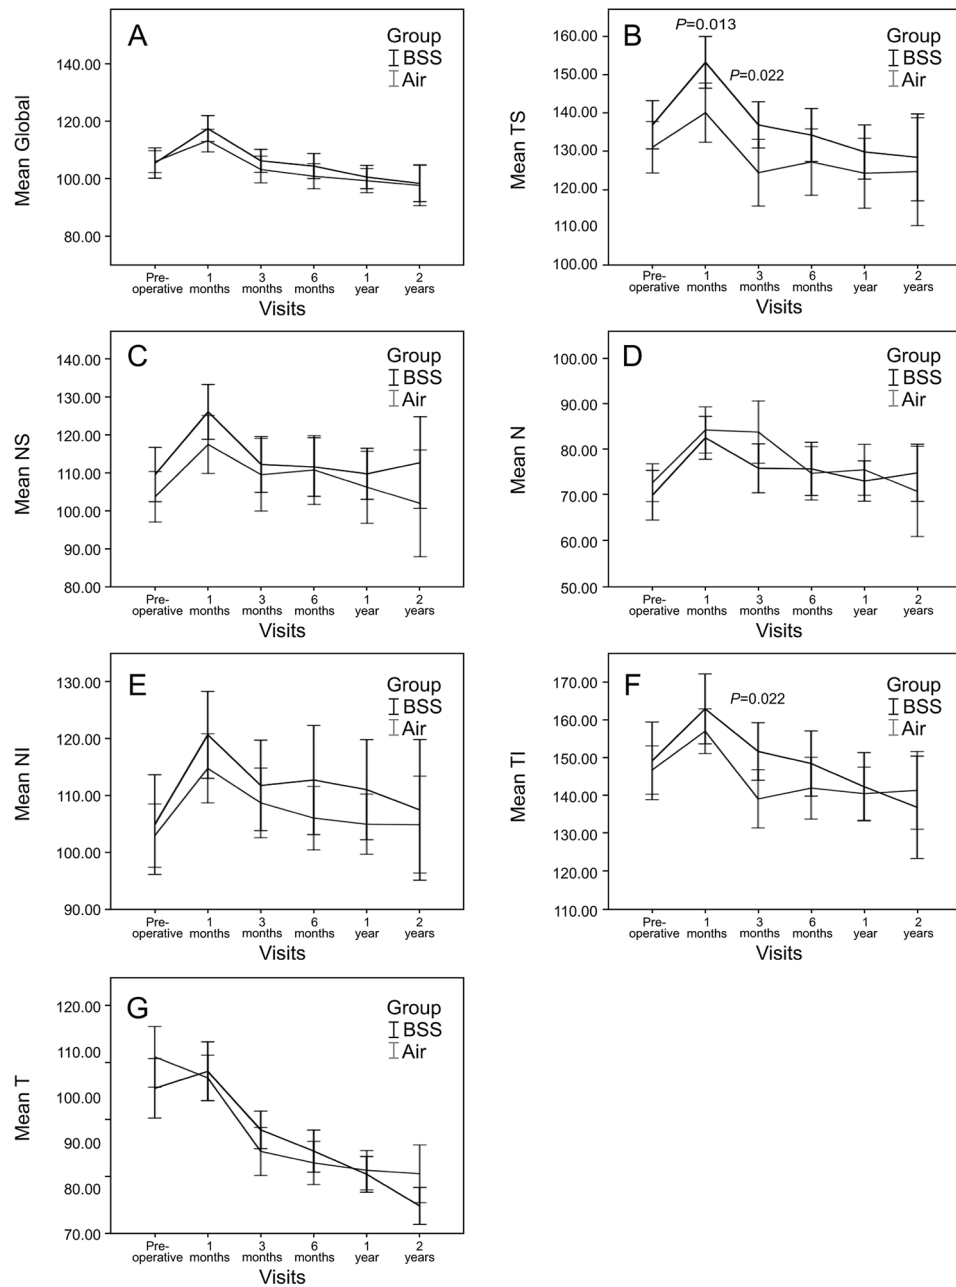 A
Group
BSS
Air
Mean Global
140.00
120.00
100.00
80.00
Pre-operative
1 months
3 months
6 months
1 year
2 years
Visits
B
P=0.013
P=0.022
Group
BSS
Air
Mean TS
160.00
150.00
140.00
130.00
120.00
110.00
100.00
Pre-operative
1 months
3 months
6 months
1 year
2 years
Visits
C
Group
BSS
Air
Mean NS
140.00
130.00
120.00
110.00
100.00
90.00
80.00
Pre-operative
1 months
3 months
6 months
1 year
2 years
Visits
D
Group
BSS
Air
Mean N
100.00
90.00
80.00
70.00
60.00
50.00
Pre-operative
1 months
3 months
6 months
1 year
2 years
Visits
E
Group
BSS
Air
Mean NI
130.00
120.00
110.00
100.00
90.00
Pre-operative
1 months
3 months
6 months
1 year
2 years
Visits
F
P=0.022
Group
BSS
Air
Mean TI
170.00
160.00
150.00
140.00
130.00
120.00
110.00
Pre-operative
1 months
3 months
6 months
1 year
2 years
Visits
G
Group
BSS
Air
Mean T
120.00
110.00
100.00
90.00
80.00
70.00
Pre-operative
1 months
3 months
6 months
1 year
2 years
Visits